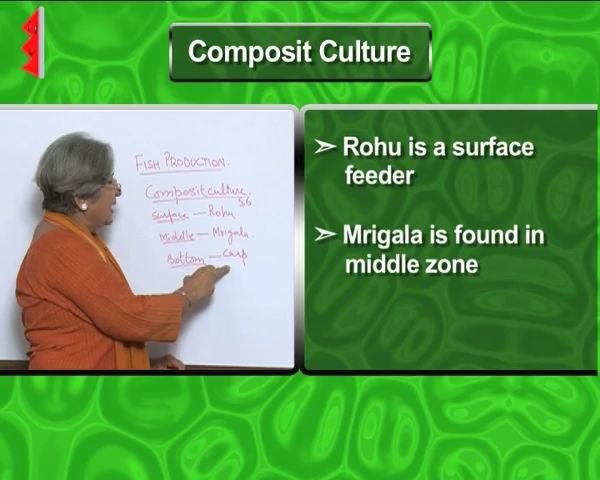 Composit Culture
FISH PRODUCTION.
Composit culture
5,6
Surface — Rohu
Middle — Mrigala.
Bottom — Carp
➢ Rohu is a surface
feeder
➢ Mrigala is found in
middle zone